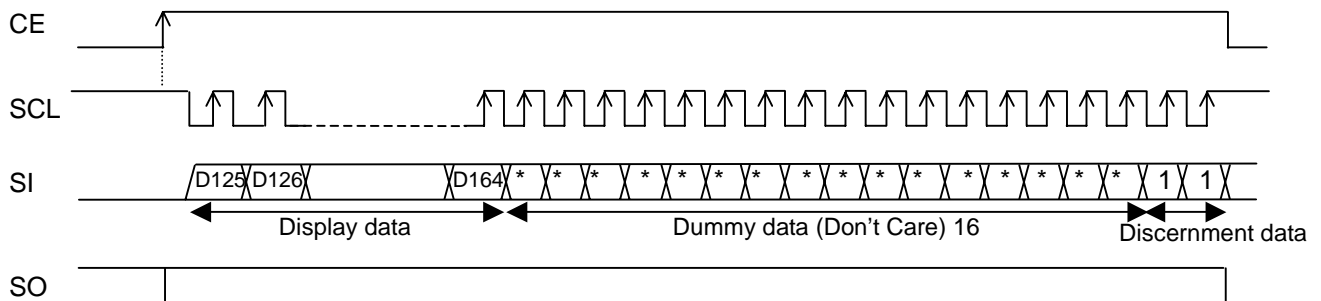 CE
SCL
SI D125 D126 D164 * * * * * * * * * * * * * * * * 1 1
Display data Dummy data (Don't Care) 16 Discernment data
SO